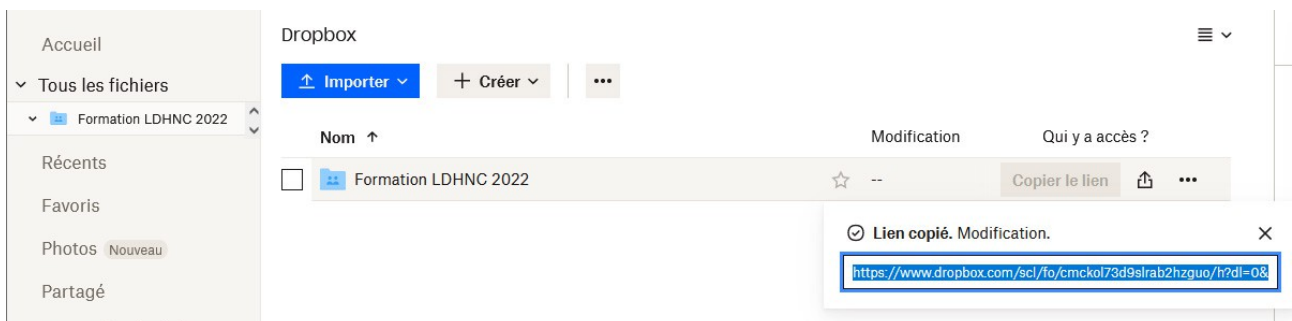 Accueil
Tous les fichiers
Formation LDHNC 2022
Récents
Favoris
Photos Nouveau
Partagé
Dropbox
Importer Créer
Nom Modification Qui y a accès ?
Formation LDHNC 2022 -- Copier le lien
Lien copié. Modification.
https://www.dropbox.com/scl/fo/cmckol73d9slrab2hzguo/h?dl=0&